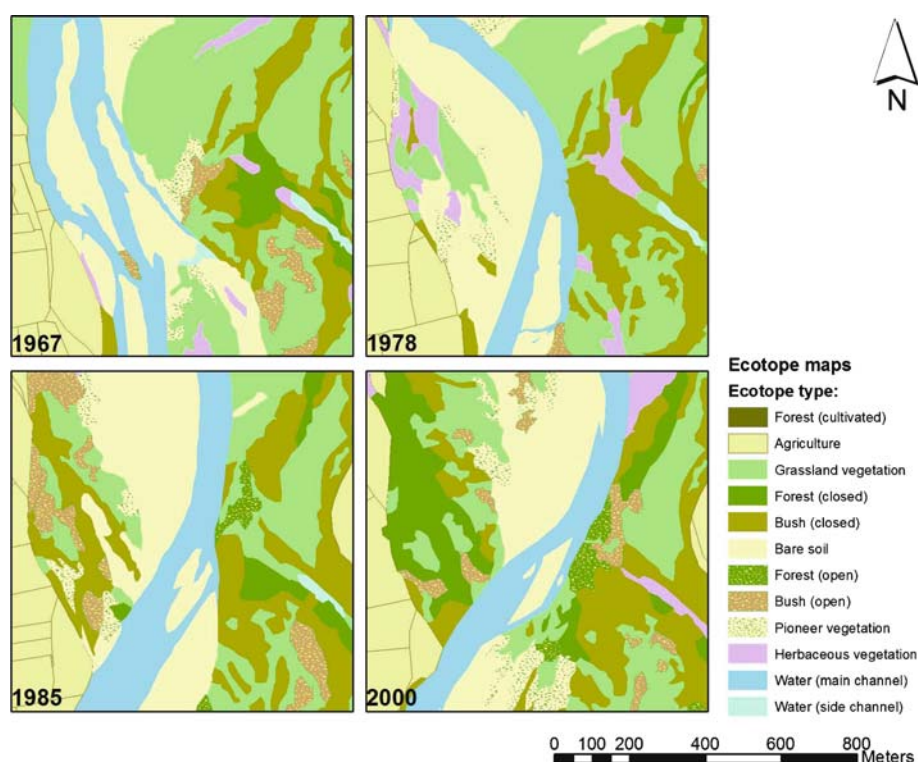 N
1967
1978
1985
2000
Ecotope maps
Ecotope type:
Forest (cultivated)
Agriculture
Grassland vegetation
Forest (closed)
Bush (closed)
Bare soil
Forest (open)
Bush (open)
Pioneer vegetation
Herbaceous vegetation
Water (main channel)
Water (side channel)
0 100 200 400 600 800
Meters